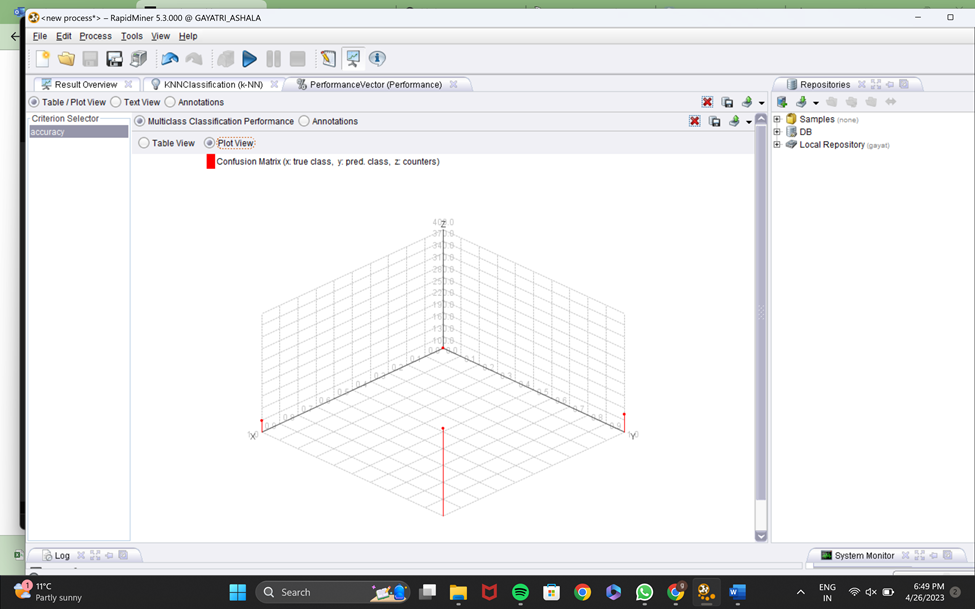 <new process*> – RapidMiner 5.3.000 @ GAYATRI_ASHALA
File Edit Process Tools View Help
Result Overview KNNClassification (k-NN) PerformanceVector (Performance) Repositories
Table / Plot View Text View Annotations
Criterion Selector Multiclass Classification Performance Annotations
Samples (none)
accuracy
DB
Table View Plot View
Local Repository (gayat)
Confusion Matrix (x: true class, y: pred. class, z: counters)
Z
X Y
Log System Monitor
1
11°C
Partly sunny
Search
9
ENG
IN
6:49 PM
4/26/2023
2